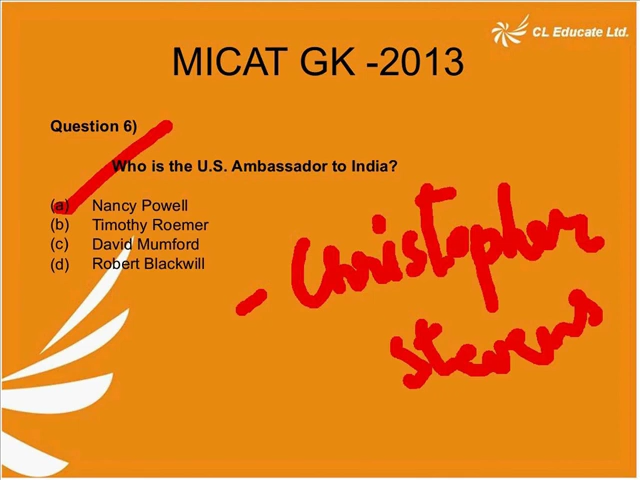 CL Educate Ltd.
MICAT GK -2013
Question 6)
Who is the U.S. Ambassador to India?
(a) Nancy Powell
(b) Timothy Roemer
(c) David Mumford
(d) Robert Blackwill
- Christopher
Stevens